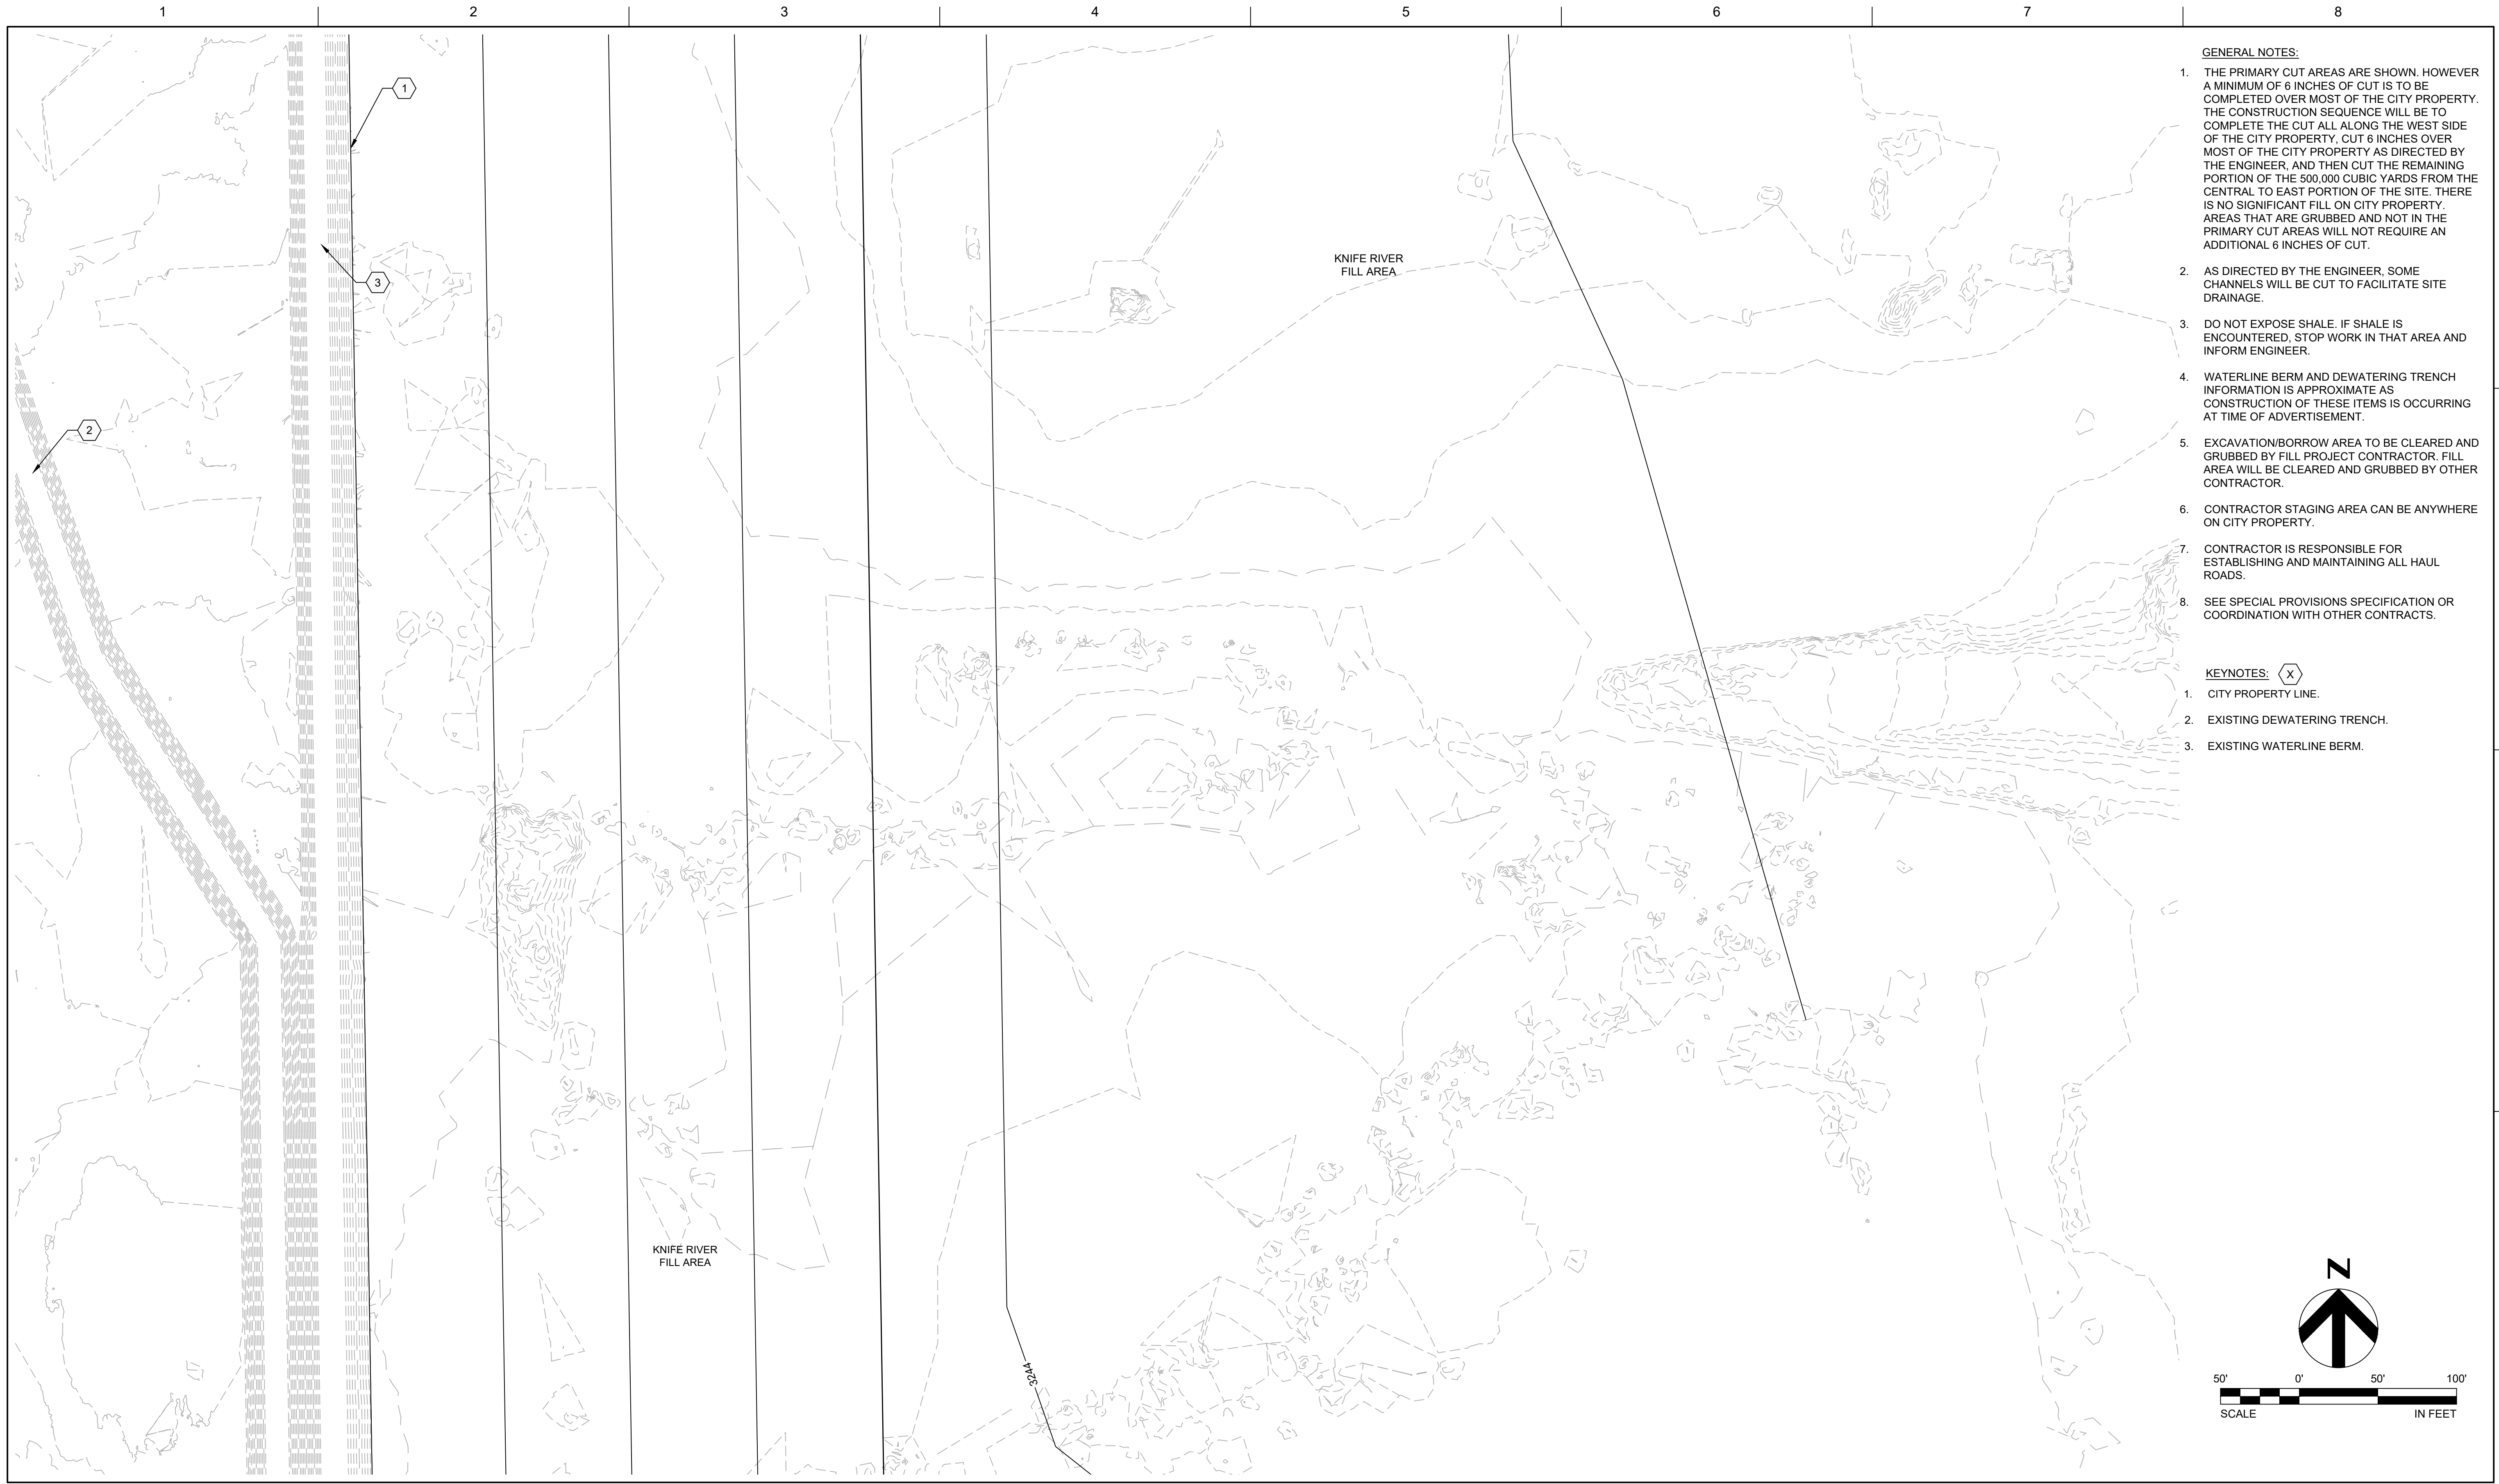 1 2 3 4 5 6 7 8
GENERAL NOTES:
1. THE PRIMARY CUT AREAS ARE SHOWN. HOWEVER
A MINIMUM OF 6 INCHES OF CUT IS TO BE
COMPLETED OVER MOST OF THE CITY PROPERTY.
THE CONSTRUCTION SEQUENCE WILL BE TO
COMPLETE THE CUT ALL ALONG THE WEST SIDE
OF THE CITY PROPERTY, CUT 6 INCHES OVER
MOST OF THE CITY PROPERTY AS DIRECTED BY
THE ENGINEER, AND THEN CUT THE REMAINING
PORTION OF THE 500,000 CUBIC YARDS FROM THE
CENTRAL TO EAST PORTION OF THE SITE. THERE
IS NO SIGNIFICANT FILL ON CITY PROPERTY.
AREAS THAT ARE GRUBBED AND NOT IN THE
PRIMARY CUT AREAS WILL NOT REQUIRE AN
ADDITIONAL 6 INCHES OF CUT.
2. AS DIRECTED BY THE ENGINEER, SOME
CHANNELS WILL BE CUT TO FACILITATE SITE
DRAINAGE.
3. DO NOT EXPOSE SHALE. IF SHALE IS
ENCOUNTERED, STOP WORK IN THAT AREA AND
INFORM ENGINEER.
4. WATERLINE BERM AND DEWATERING TRENCH
INFORMATION IS APPROXIMATE AS
CONSTRUCTION OF THESE ITEMS IS OCCURRING
AT TIME OF ADVERTISEMENT.
5. EXCAVATION/BORROW AREA TO BE CLEARED AND
GRUBBED BY FILL PROJECT CONTRACTOR. FILL
AREA WILL BE CLEARED AND GRUBBED BY OTHER
CONTRACTOR.
6. CONTRACTOR STAGING AREA CAN BE ANYWHERE
ON CITY PROPERTY.
7. CONTRACTOR IS RESPONSIBLE FOR
ESTABLISHING AND MAINTAINING ALL HAUL
ROADS.
8. SEE SPECIAL PROVISIONS SPECIFICATION OR
COORDINATION WITH OTHER CONTRACTS.
KEYNOTES: X
1. CITY PROPERTY LINE.
2. EXISTING DEWATERING TRENCH.
3. EXISTING WATERLINE BERM.
1
3
2
KNIFE RIVER
FILL AREA
KNIFE RIVER
FILL AREA
3244
N
50' 0' 50' 100'
SCALE IN FEET